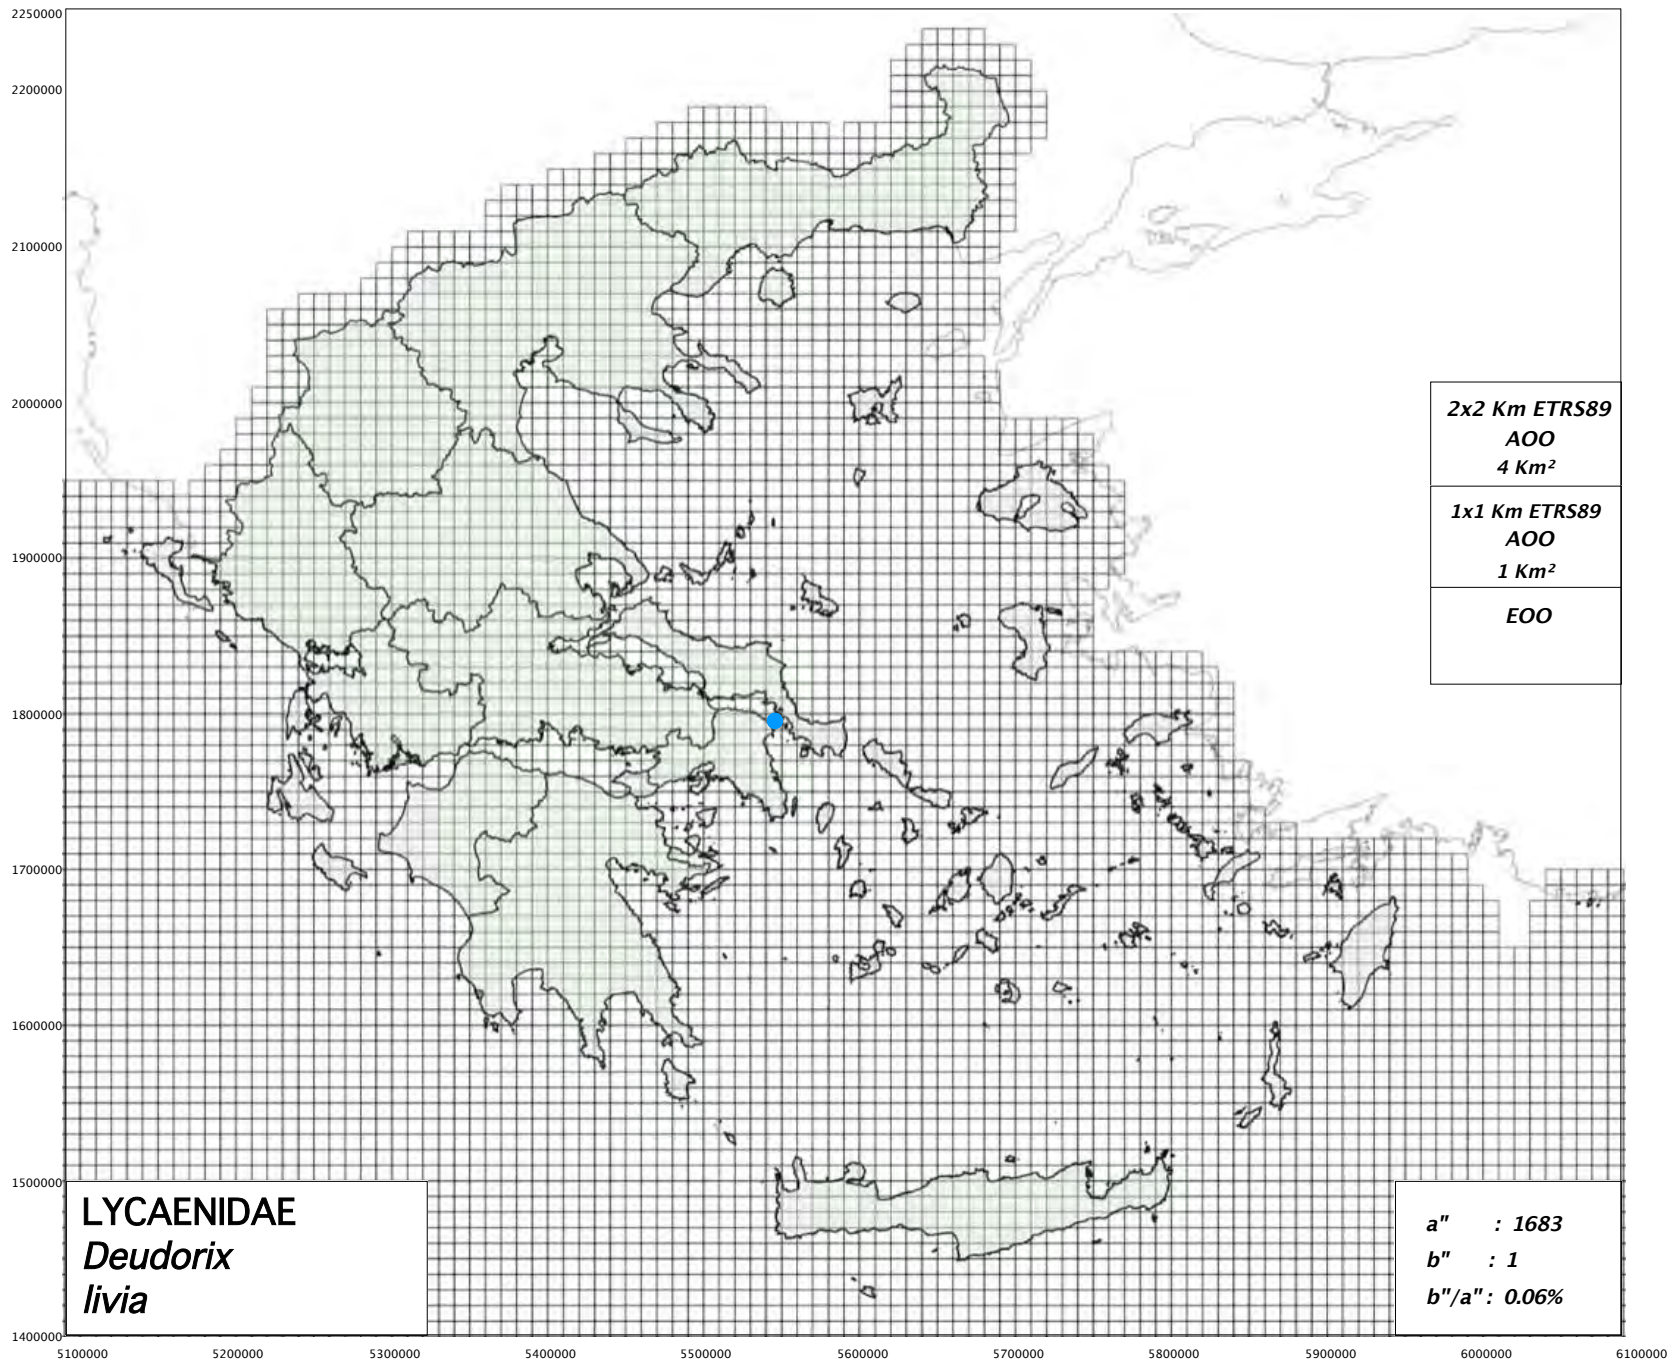 2250000
2200000
2100000
2000000
1900000
1800000
1700000
1600000
1500000
1400000
2x2 Km ETRS89
AOO
4 Km²
1x1 Km ETRS89
AOO
1 Km²
EOO
LYCAENIDAE
Deudorix
livia
a" : 1683
b" : 1
b"/a" : 0.06%
5100000 5200000 5300000 5400000 5500000 5600000 5700000 5800000 5900000 6000000 6100000